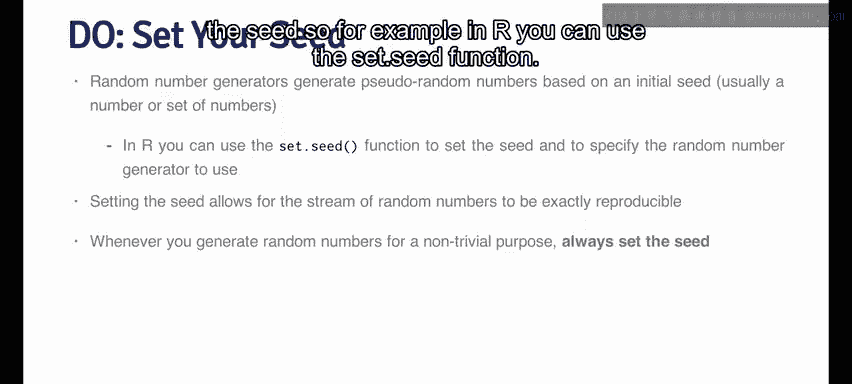 DO: Set Your Seed
the seed so for example in R you can use
the set.seed function.
· Random number generators generate pseudo-random numbers based on an initial seed (usually a
number or set of numbers)
- In R you can use the set.seed() function to set the seed and to specify the random number
generator to use
· Setting the seed allows for the stream of random numbers to be exactly reproducible
· Whenever you generate random numbers for a non-trivial purpose, always set the seed